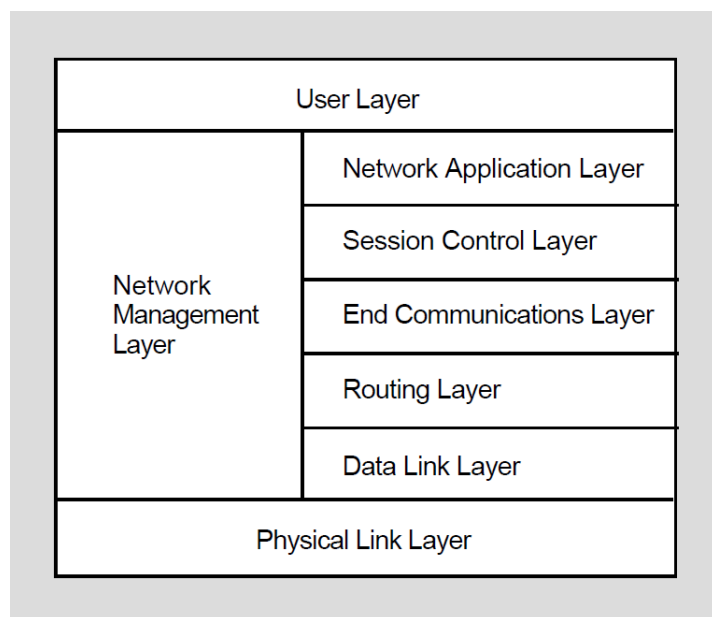 User Layer
Network Application Layer
Session Control Layer
Network
Management
Layer
End Communications Layer
Routing Layer
Data Link Layer
Physical Link Layer